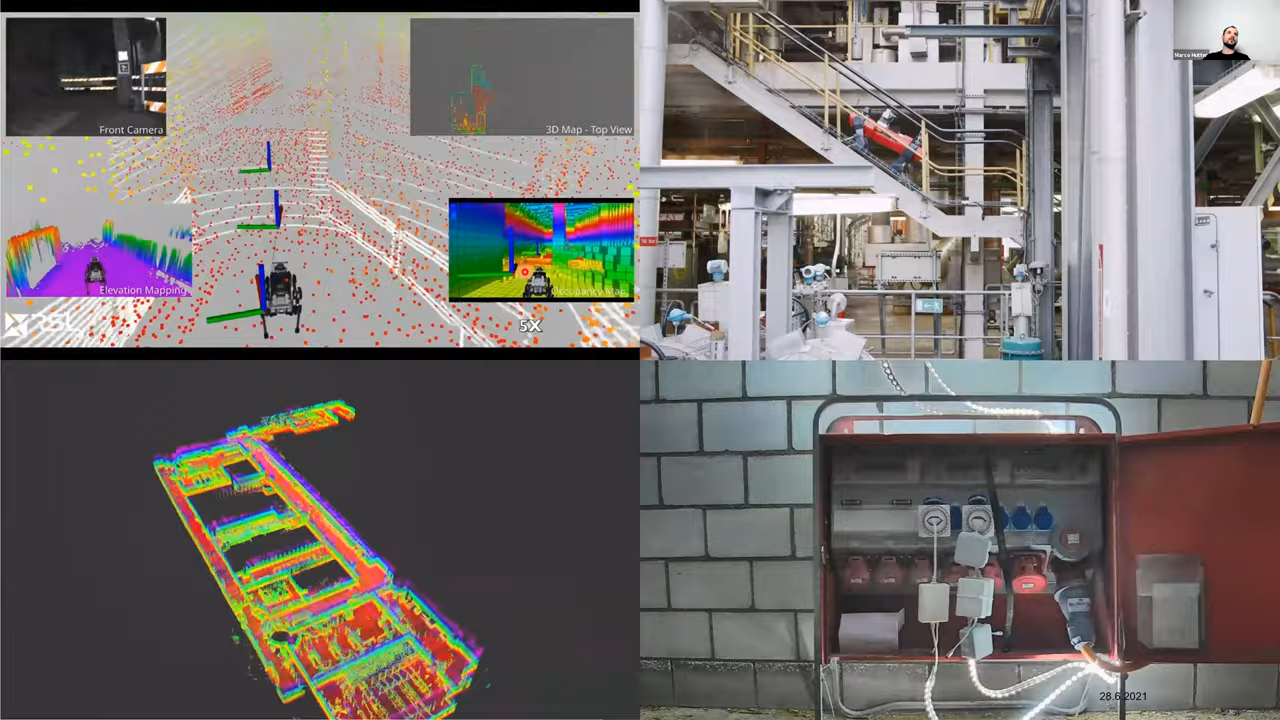 Front Camera
3D Map - Top View
Marco Hutter
Elevation Mapping
Occupancy Map
RSL
5X
28.6.2021